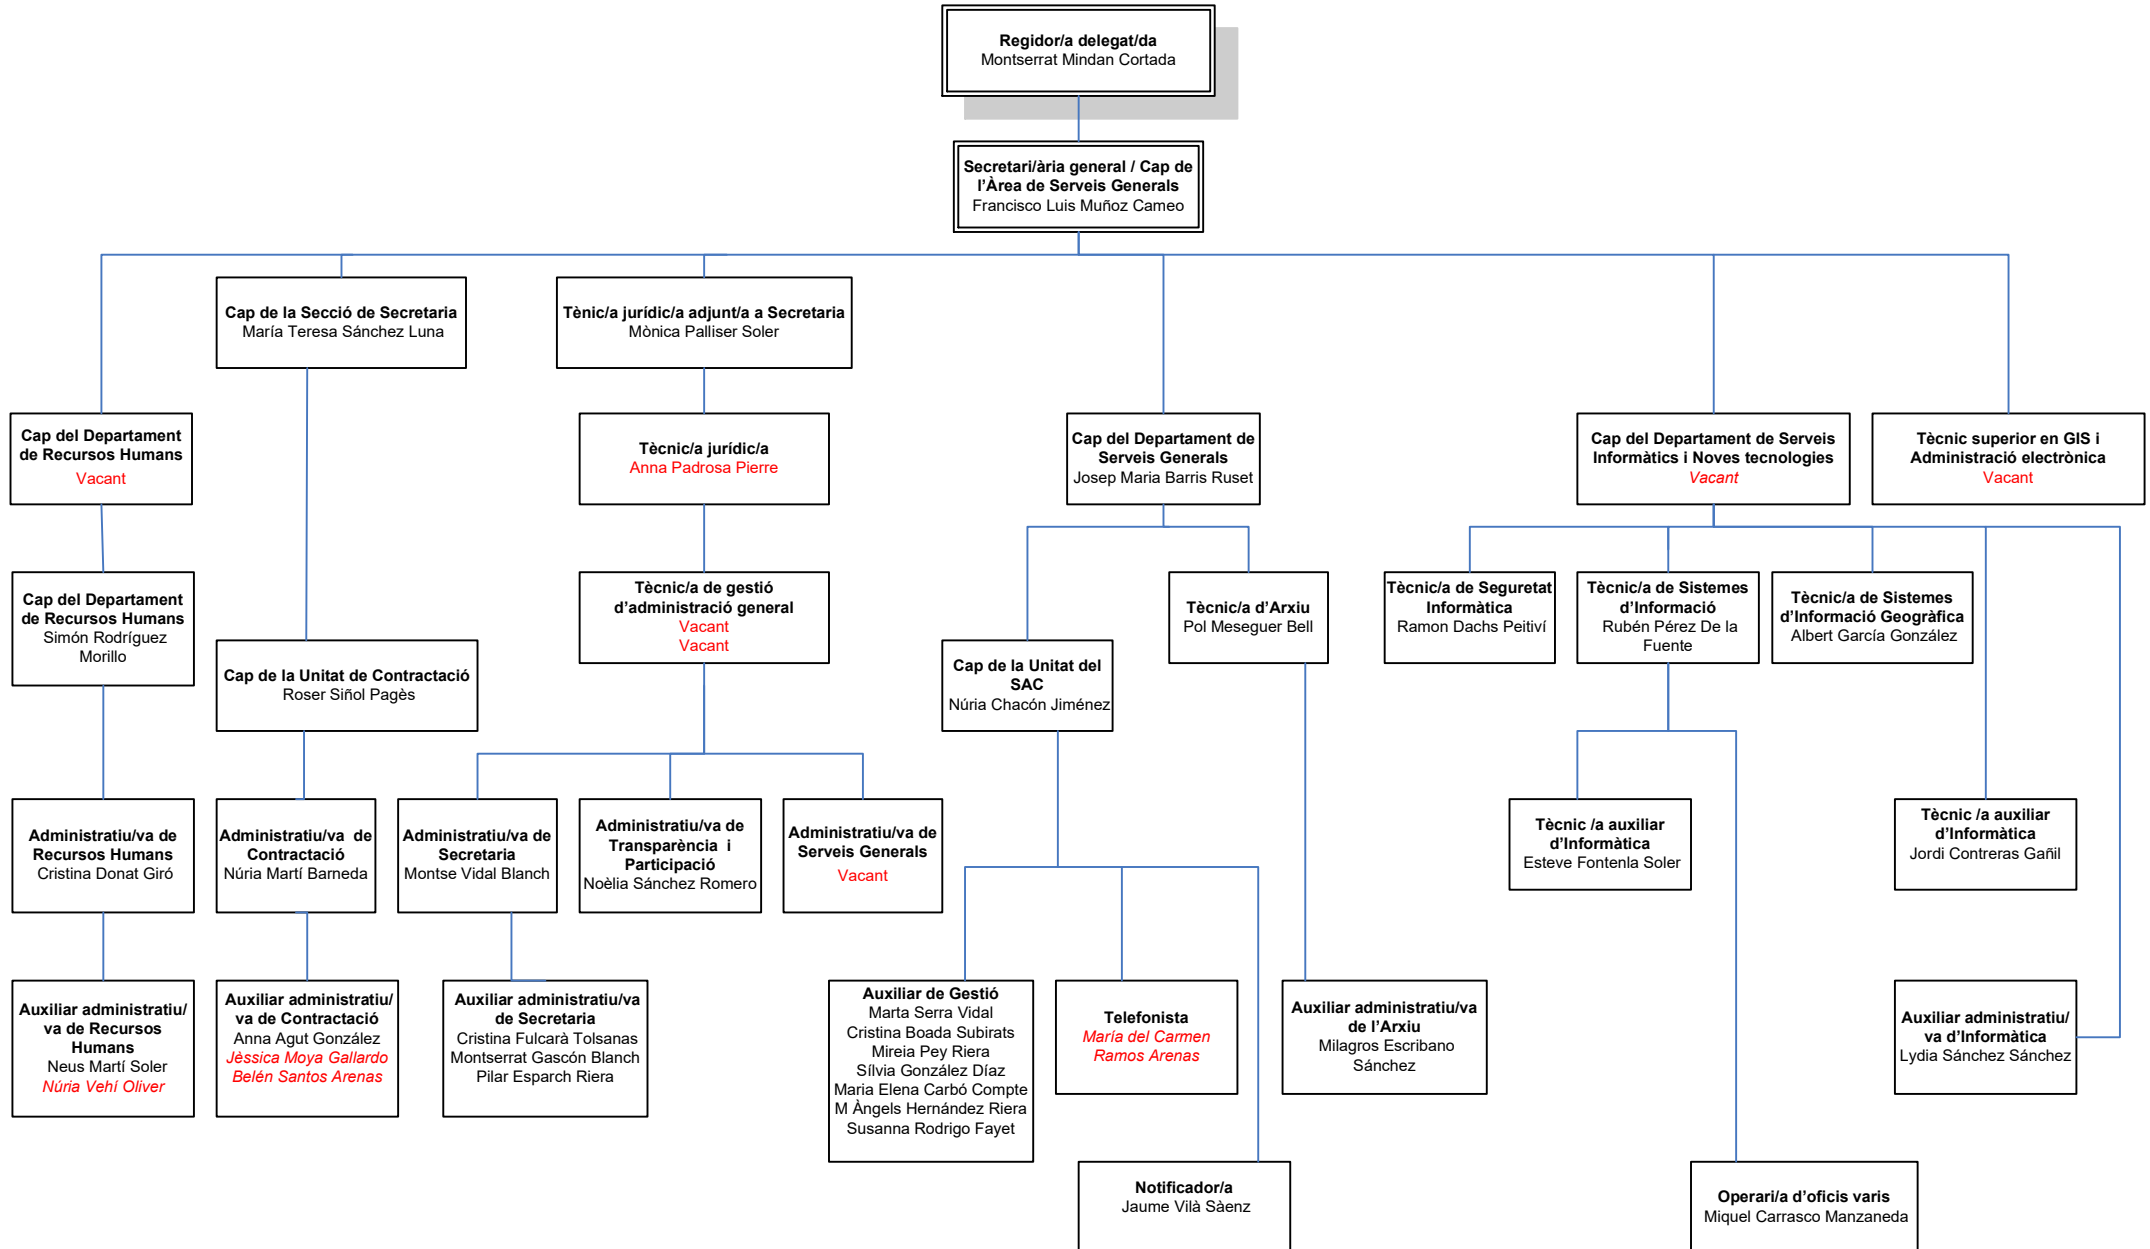 Regidor/a delegat/da
Montserrat Mindan Cortada
Secretari/ària general / Cap de
l'Àrea de Serveis Generals
Francisco Luis Muñoz Cameo
Cap de la Secció de Secretaria
María Teresa Sánchez Luna
Tènic/a jurídic/a adjunt/a a Secretaria
Mònica Palliser Soler
Cap del Departament
de Recursos Humans
Vacant
Tècnic/a jurídic/a
Anna Padrosa Pierre
Cap del Departament de
Serveis Generals
Josep Maria Barris Ruset
Cap del Departament de Serveis
Informàtics i Noves tecnologies
Vacant
Tècnic superior en GIS i
Administració electrònica
Vacant
Cap del Departament
de Recursos Humans
Simón Rodríguez
Morillo
Tècnic/a de gestió
d'administració general
Vacant
Vacant
Tècnic/a d'Arxiu
Pol Meseguer Bell
Tècnic/a de Seguretat
Informàtica
Ramon Dachs Peitiví
Tècnic/a de Sistemes
d'Informació
Rubén Pérez De la
Fuente
Tècnic/a de Sistemes
d'Informació Geogràfica
Albert García González
Cap de la Unitat de Contractació
Roser Siñol Pagès
Cap de la Unitat del
SAC
Núria Chacón Jiménez
Administratiu/va de
Recursos Humans
Cristina Donat Giró
Administratiu/va  de
Contractació
Núria Martí Barneda
Administratiu/va de
Secretaria
Montse Vidal Blanch
Administratiu/va de
Transparència  i
Participació
Noèlia Sánchez Romero
Administratiu/va de
Serveis Generals
Vacant
Tècnic /a auxiliar
d'Informàtica
Esteve Fontenla Soler
Tècnic /a auxiliar
d'Informàtica
Jordi Contreras Gañil
Auxiliar administratiu/
va de Recursos
Humans
Neus Martí Soler
Núria Vehí Oliver
Auxiliar administratiu/
va de Contractació
Anna Agut González
Jèssica Moya Gallardo
Belén Santos Arenas
Auxiliar administratiu/va
de Secretaria
Cristina Fulcarà Tolsanas
Montserrat Gascón Blanch
Pilar Esparch Riera
Auxiliar de Gestió
Marta Serra Vidal
Cristina Boada Subirats
Mireia Pey Riera
Sílvia González Díaz
Maria Elena Carbó Compte
M Àngels Hernández Riera
Susanna Rodrigo Fayet
Telefonista
María del Carmen
Ramos Arenas
Auxiliar administratiu/va
de l'Arxiu
Milagros Escribano
Sánchez
Auxiliar administratiu/
va d'Informàtica
Lydia Sánchez Sánchez
Notificador/a
Jaume Vilà Sàenz
Operari/a d'oficis varis
Miquel Carrasco Manzaneda